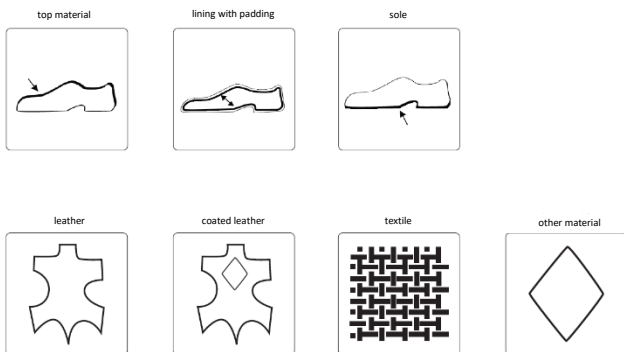 top material
lining with padding
sole
leather
coated leather
textile
other material